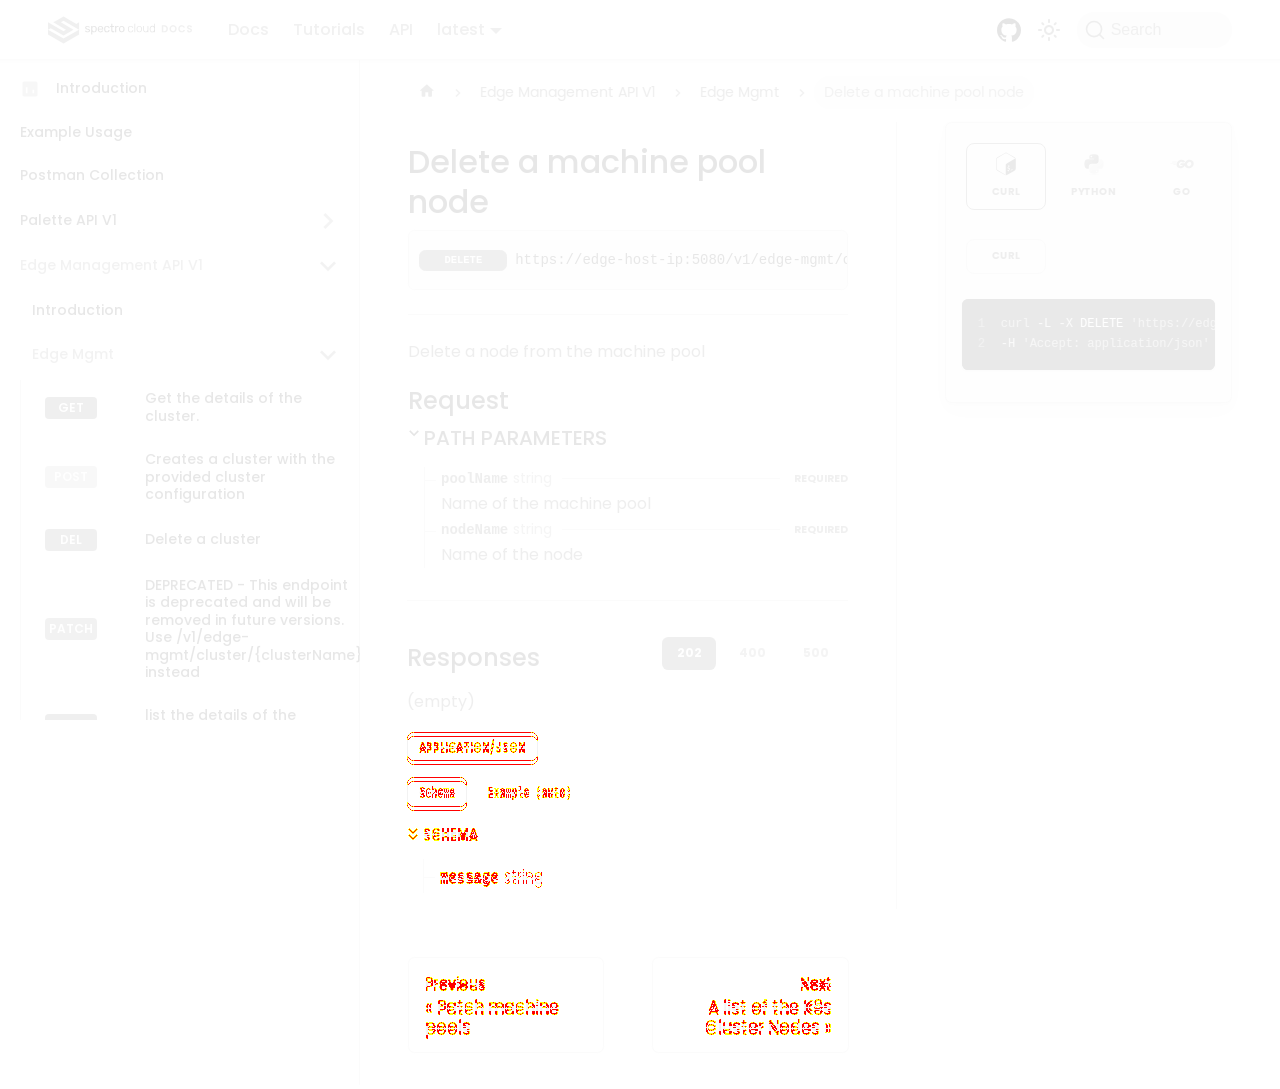 spectro cloud DOCS
Docs
Tutorials
API
latest
Search
Introduction
Example Usage
Postman Collection
Palette API V1
Edge Management API V1
Introduction
Edge Mgmt
GET
Get the details of the
cluster.
POST
Creates a cluster with the
provided cluster
configuration
DEL
Delete a cluster
PATCH
DEPRECATED - This endpoint
is deprecated and will be
removed in future versions.
Use /v1/edge-
mgmt/cluster/{clusterName}
instead
list the details of the
Edge Management API V1
Edge Mgmt
Delete a machine pool node
Delete a machine pool
node
DELETE
https://edge-host-ip:5080/v1/edge-mgmt/
Delete a node from the machine pool
Request
PATH PARAMETERS
poolName string REQUIRED
Name of the machine pool
nodeName string REQUIRED
Name of the node
Responses
202
400
500
(empty)
APPLICATION/JSON
Schema
Example (auto)
SCHEMA
message string
Previous
« Patch machine
pools
Next
A list of the K8s
Cluster Nodes »
CURL
PYTHON
GO
CURL
1 curl -L -X DELETE 'https://edg
2 -H 'Accept: application/json'